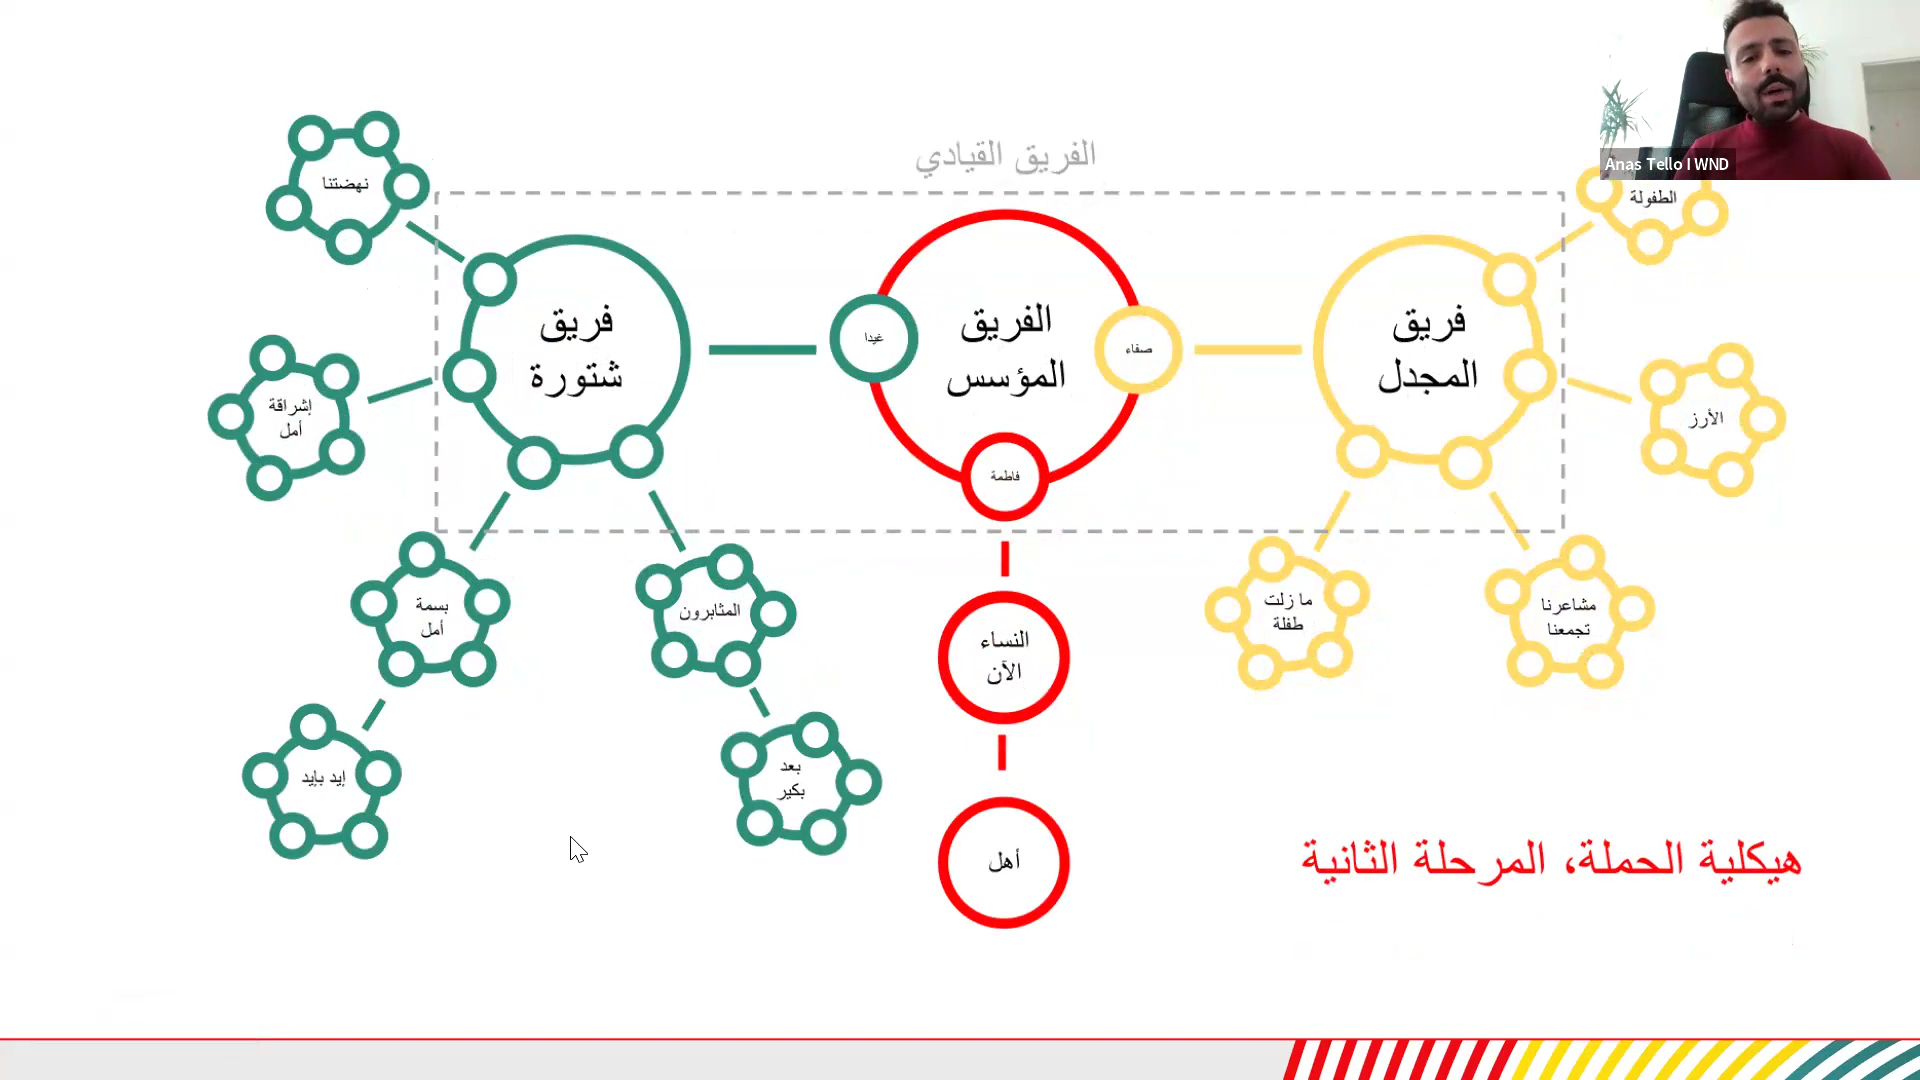 Anas Tello I WND
الفريق القيادي
الطفولة
نهضتنا
فريق
المجدل
الفريق
المؤسس
فريق
شتورة
صفاء
غيدا
فاطمة
الأرز
إشراقة
أمل
مشاعرنا
تجمعنا
ما زلت
طفلة
النساء
الآن
المثابرون
بسمة
أمل
بعد
بكير
إيد بإيد
أهل
هيكلية الحملة، المرحلة الثانية